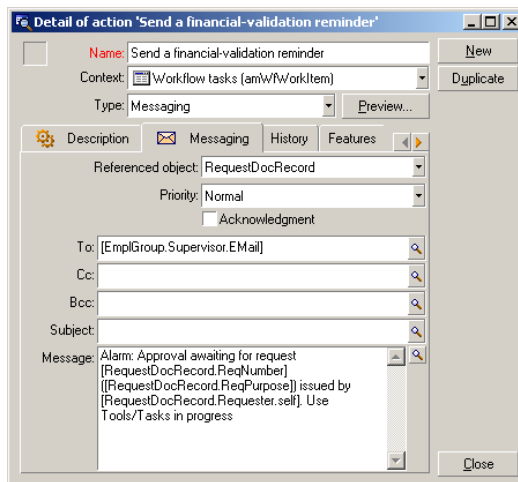 Detail of action 'Send a financial-validation reminder'
Name: Send a financial-validation reminder
New
Context: Workflow tasks (amWfWorkItem)
Duplicate
Type: Messaging
Preview...
Description Messaging History Features
Referenced object: RequestDocRecord
Priority: Normal
Acknowledgment
To: [EmplGroup.Supervisor.EMail]
Cc:
Bcc:
Subject:
Message: Alarm: Approval awaiting for request
[RequestDocRecord.ReqNumber]
([RequestDocRecord.ReqPurpose]) issued by
[RequestDocRecord.Requester.self]. Use
Tools/Tasks in progress
Close